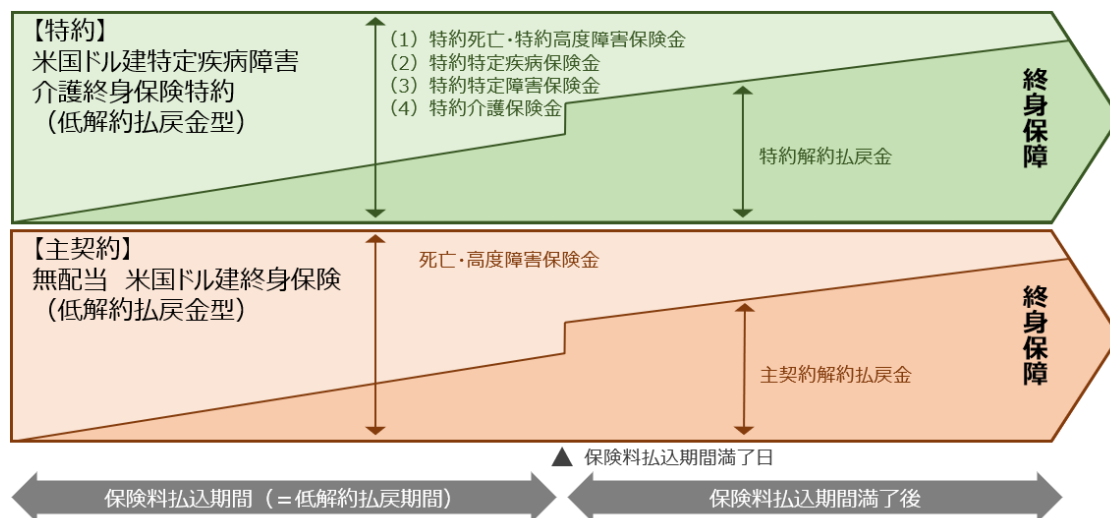 【特約】
米国ドル建特定疾病障害
介護終身保険特約
（低解約払戻金型）
（1）特約死亡・特約高度障害保険金
（2）特約特定疾病保険金
（3）特約特定障害保険金
（4）特約介護保険金
特約解約払戻金
終身保障
【主契約】
無配当　米国ドル建終身保険
（低解約払戻金型）
死亡・高度障害保険金
主契約解約払戻金
終身保障
▲ 保険料払込期間満了日
保険料払込期間（＝低解約払戻期間）
保険料払込期間満了後